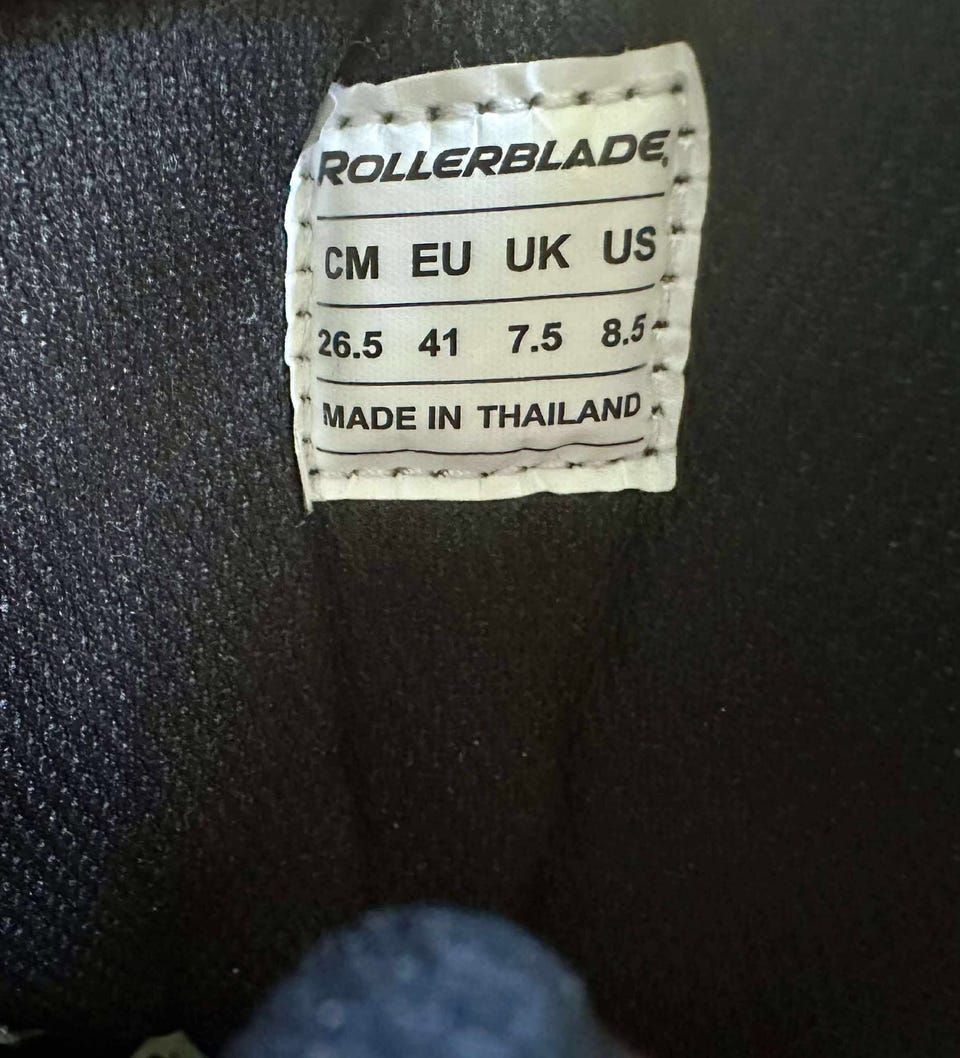 ROLLERBLADE
CM EU UK US
26.5 41 7.5 8.5
MADE IN THAILAND